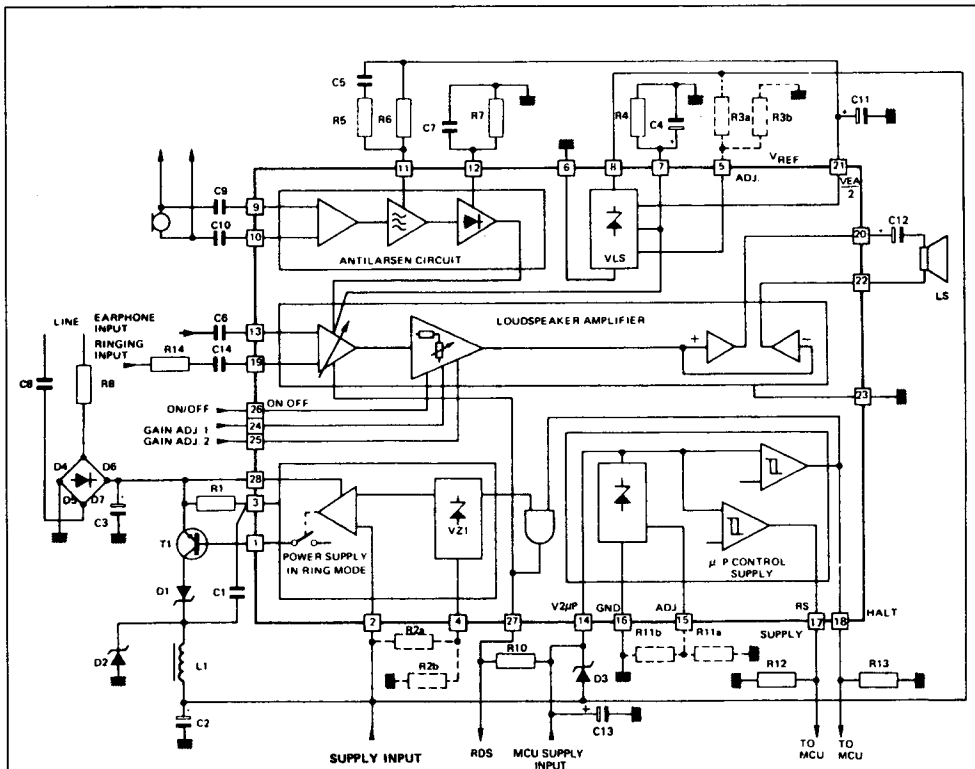 C5
R5
R6
C7
R7
R4
C4
R3a
R3b
C11
11
12
6
8
7
5
ADJ.
VREF
21
VEA
2
C9
9
C10
10
ANTILARSEN CIRCUIT
VLS
20
C12
22
LS
LINE
EARPHONE
INPUT
C6
13
RINGING
INPUT
R14
C14
19
LOUDSPEAKER AMPLIFIER
+
−
C8
R8
ON/OFF
26
ON OFF
GAIN ADJ. 1
24
GAIN ADJ. 2
25
23
D4
D6
D5
D7
C3
28
R1
3
T1
1
VZ1
POWER SUPPLY
IN RING MODE
µP CONTROL
SUPPLY
D1
C1
D2
L1
C2
2
4
27
V2µP
14
GND
16
ADJ
15
RS
17
18
HALT
SUPPLY
R2a
R2b
R10
D3
R11b
R11a
R12
R13
C13
+
SUPPLY INPUT
RDS
MCU SUPPLY
INPUT
TO
MCU
TO
MCU